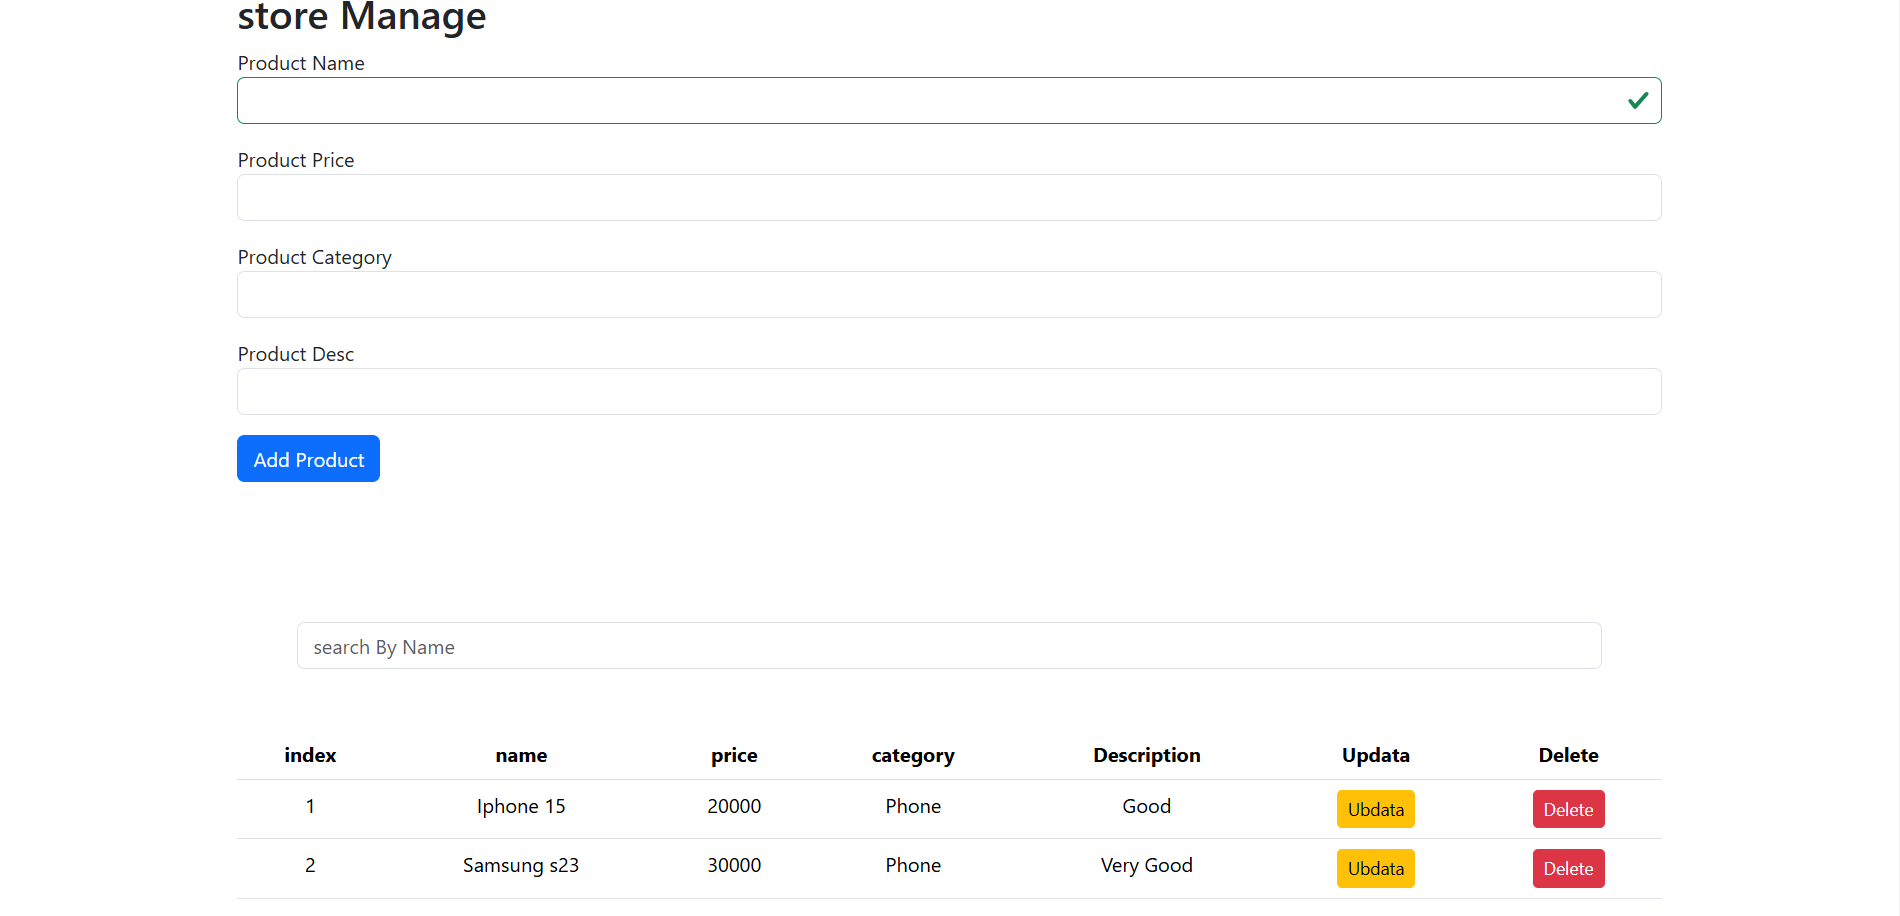 store Manage
Product Name
Product Price
Product Category
Product Desc
Add Product
search By Name
index name price category Description Updata Delete
1 Iphone 15 20000 Phone Good Ubdata Delete
2 Samsung s23 30000 Phone Very Good Ubdata Delete